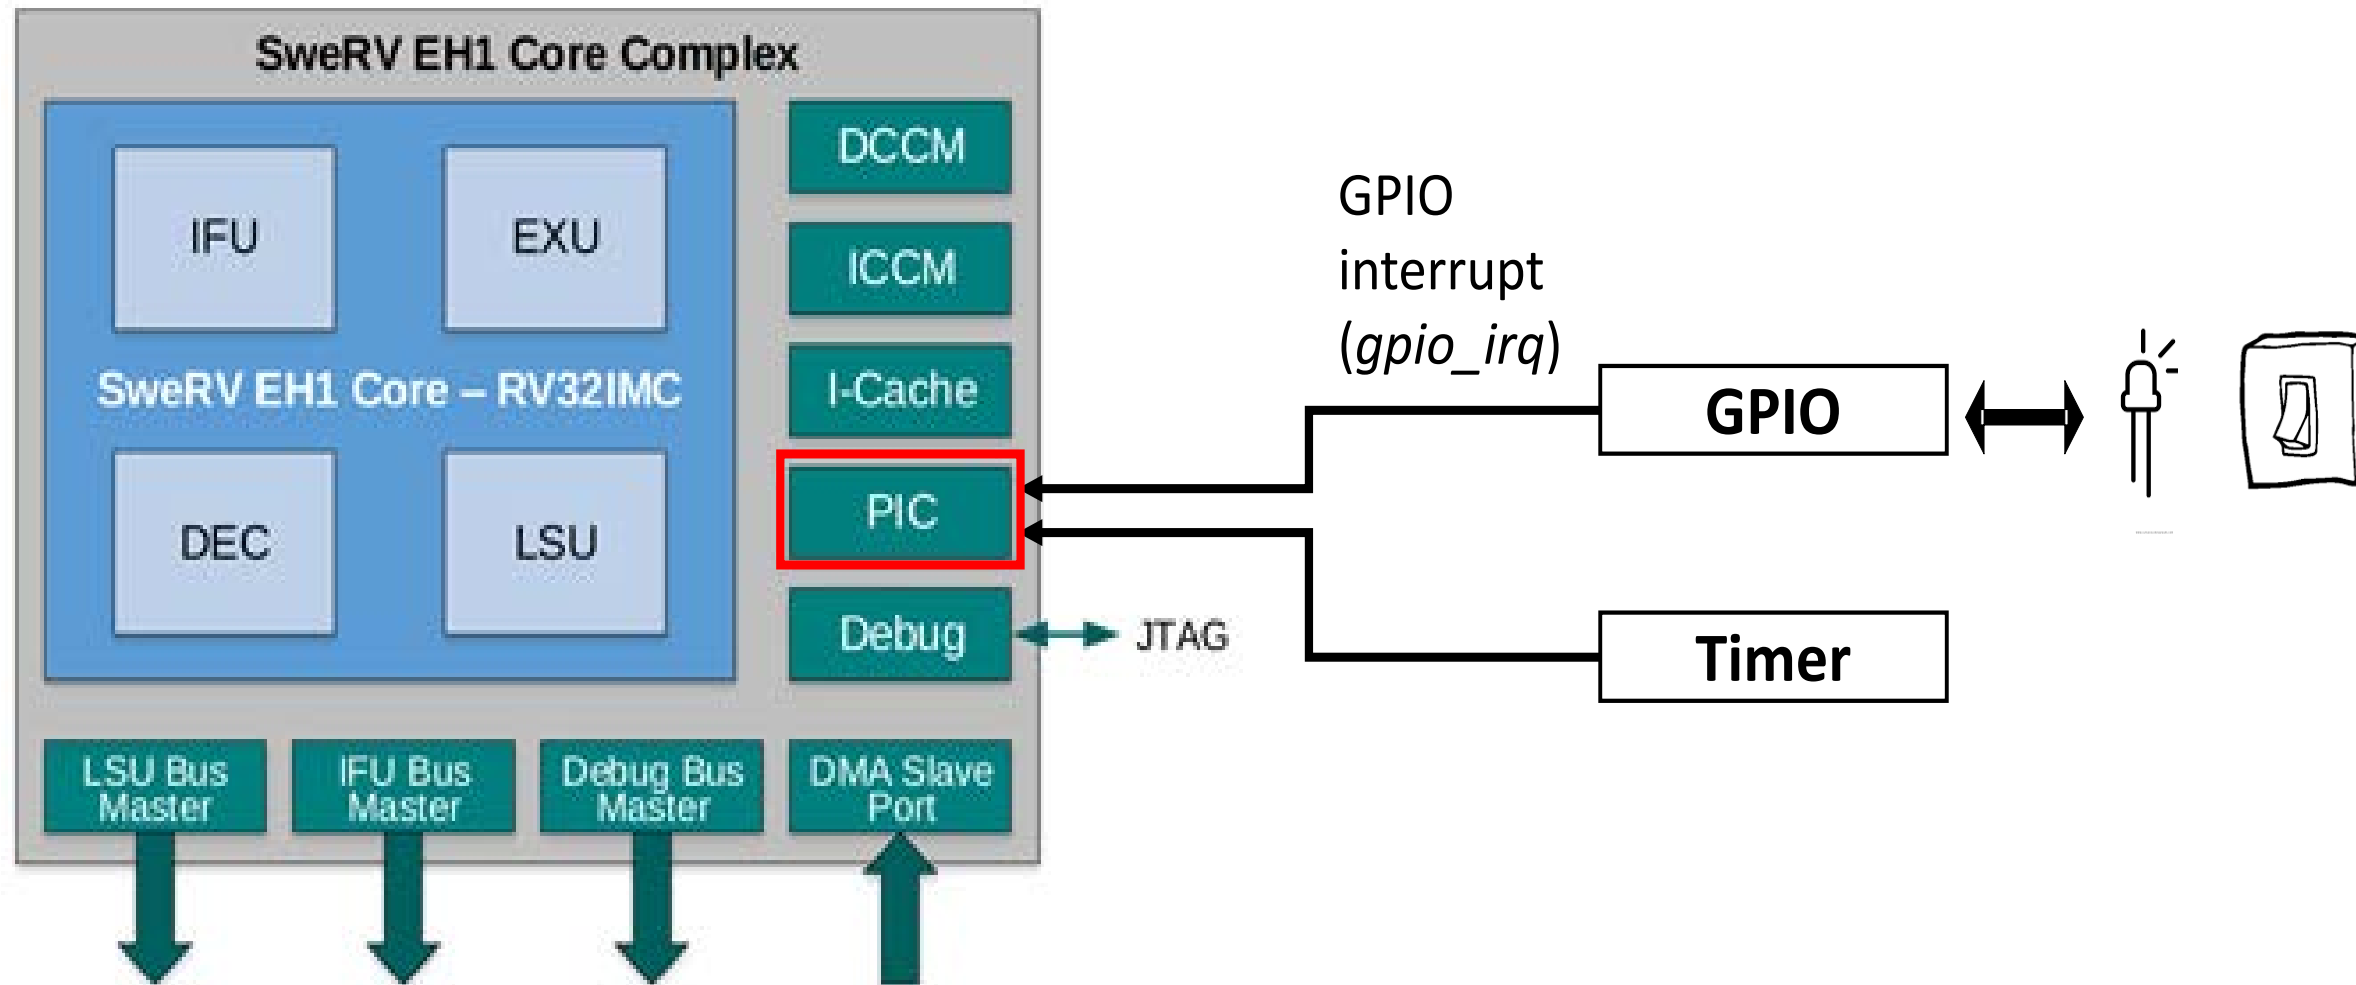 SweRV EH1 Core Complex
IFU
EXU
SweRV EH1 Core – RV32IMC
DEC
LSU
DCCM
ICCM
I-Cache
PIC
Debug
JTAG
LSU Bus
Master
IFU Bus
Master
Debug Bus
Master
DMA Slave
Port
GPIO
interrupt
(gpio_irq)
GPIO
Timer